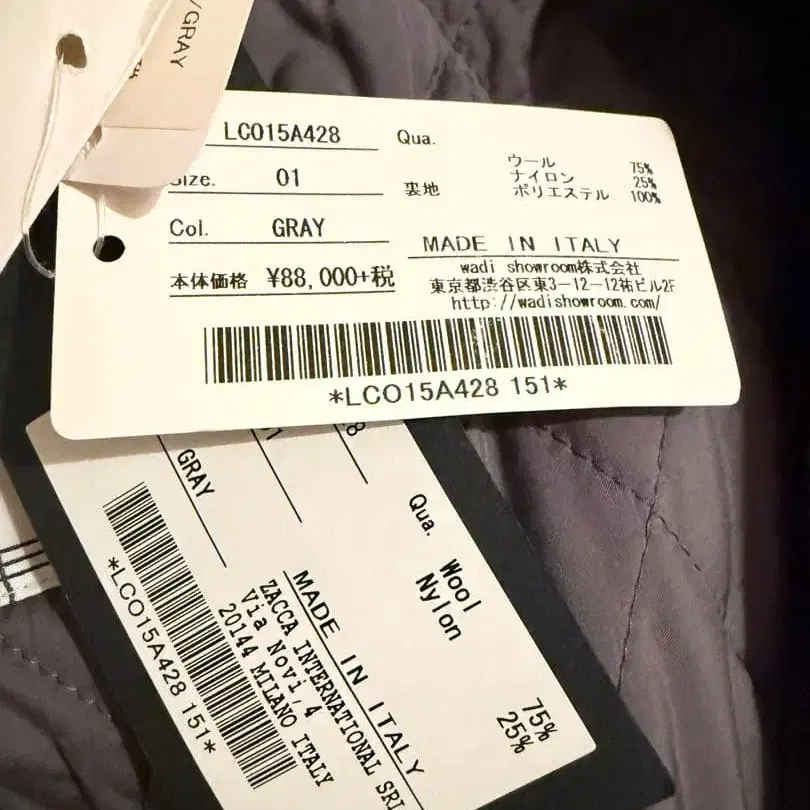 /GRAY
LCO15A428
Size. 01
Col. GRAY
本体価格 ¥88,000+税
Qua.
ウール 75%
ナイロン 25%
裏地 ポリエステル 100%
MADE IN ITALY
wadi showroom株式会社
東京都渋谷区東3-12-12祐ビル2F
http://wadishowroom.com/
*LCO15A428 151*
8
1
GRAY
Qua. Wool 75%
Nylon 25%
MADE IN ITALY
ZACCA INTERNATIONAL SRL
Via Novi, 4
20144 MILANO ITALY
*LCO15A428 151*